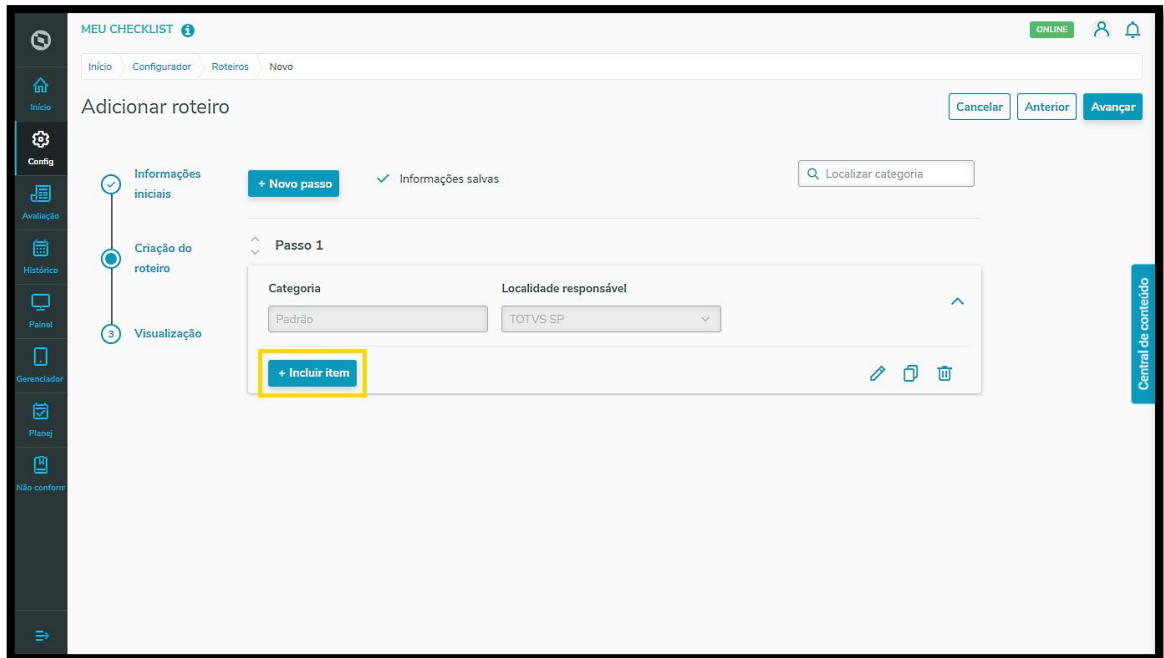 MEU CHECKLIST
ONLINE
Início
Configurador
Roteiros
Novo
Adicionar roteiro
Cancelar
Anterior
Avançar
Início
Config
Avaliação
Histórico
Painel
Gerenciador
Planej
Não conform
Informações
iniciais
Criação do
roteiro
3
Visualização
+ Novo passo
Informações salvas
Localizar categoria
Passo 1
Categoria
Padrão
Localidade responsável
TOTVS SP
+ Incluir item
Central de conteúdo